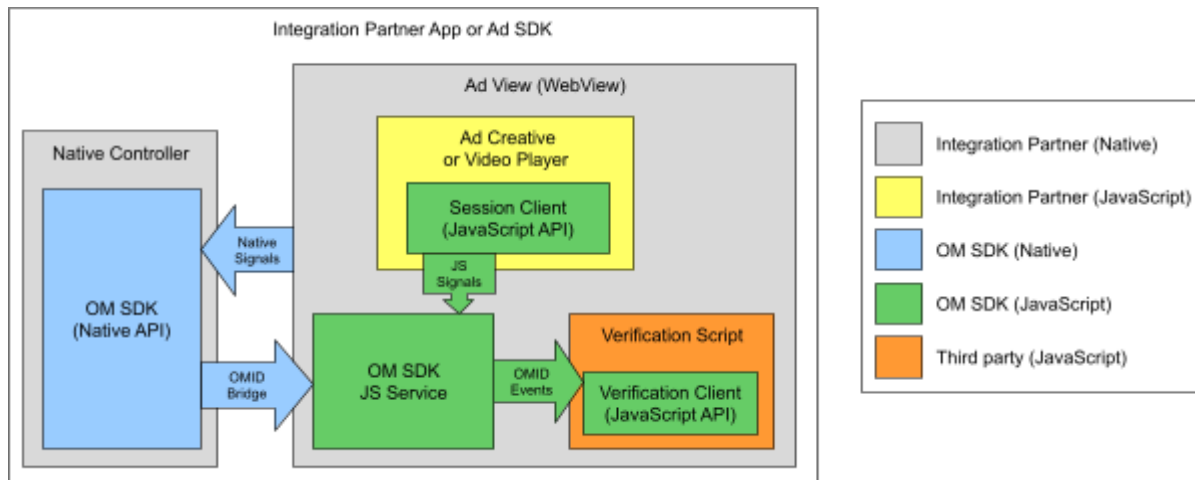 Integration Partner App or Ad SDK
Ad View (WebView)
Ad Creative
or Video Player
Native Controller
Session Client
(JavaScript API)
Native
Signals
JS
Signals
OM SDK
(Native API)
OMID
Bridge
OM SDK
JS Service
OMID
Events
Verification Script
Verification Client
(JavaScript API)
Integration Partner (Native)
Integration Partner (JavaScript)
OM SDK (Native)
OM SDK (JavaScript)
Third party (JavaScript)